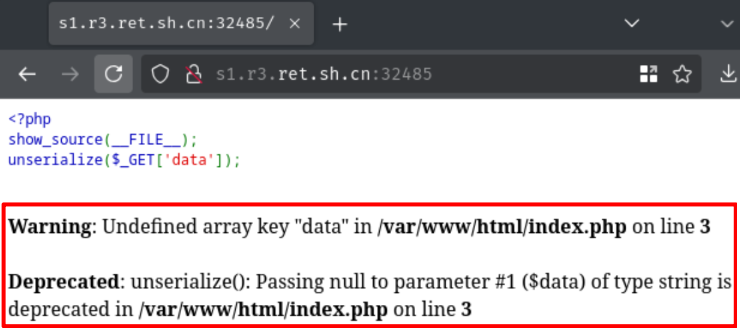 s1.r3.ret.sh.cn:32485/
s1.r3.ret.sh.cn:32485
<?php
show_source(__FILE__);
unserialize($_GET['data']);
Warning: Undefined array key "data" in /var/www/html/index.php on line 3
Deprecated: unserialize(): Passing null to parameter #1 ($data) of type string is
deprecated in /var/www/html/index.php on line 3